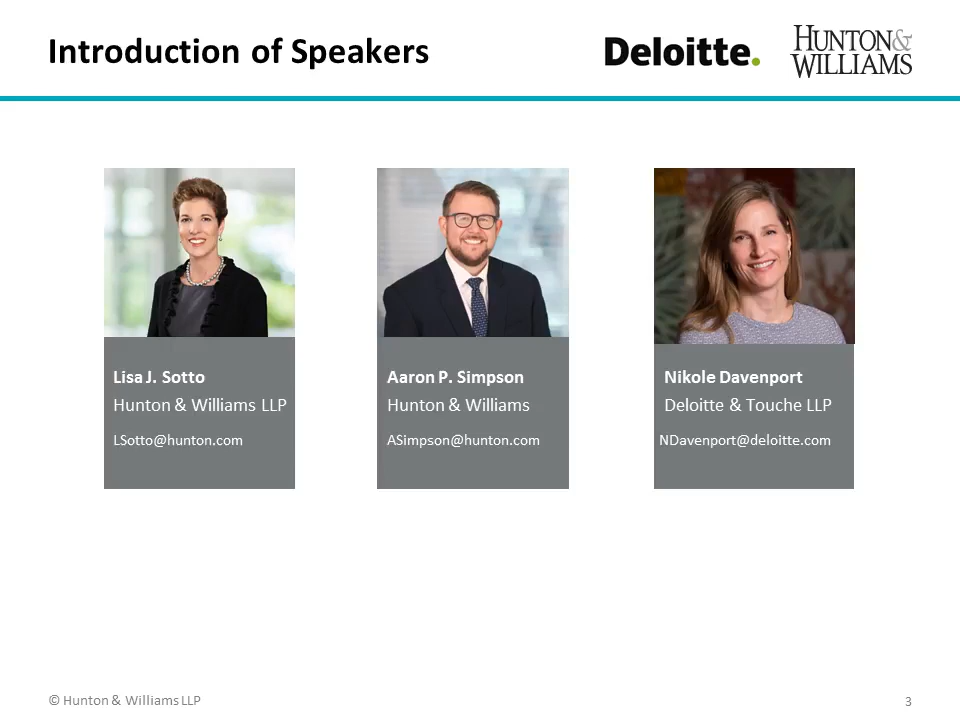 Introduction of Speakers
Deloitte.
HUNTON&
WILLIAMS
Lisa J. Sotto
Hunton & Williams LLP
LSotto@hunton.com
Aaron P. Simpson
Hunton & Williams
ASimpson@hunton.com
Nikole Davenport
Deloitte & Touche LLP
NDavenport@deloitte.com
© Hunton & Williams LLP
3